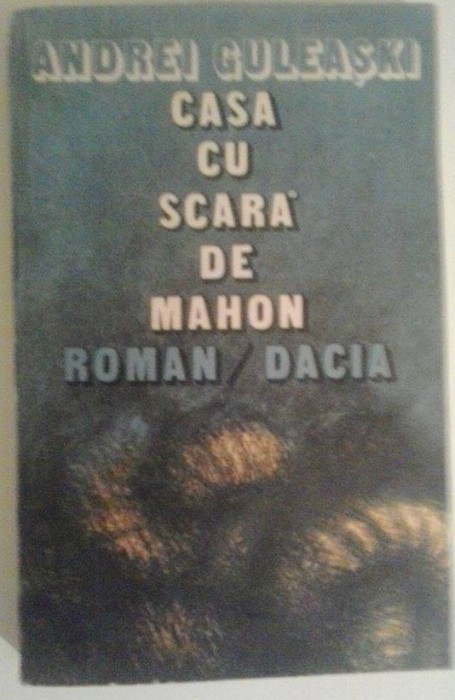 ANDREI GULEAŞKI
CASA
CU
SCARĂ
DE
MAHON
ROMAN / DACIA